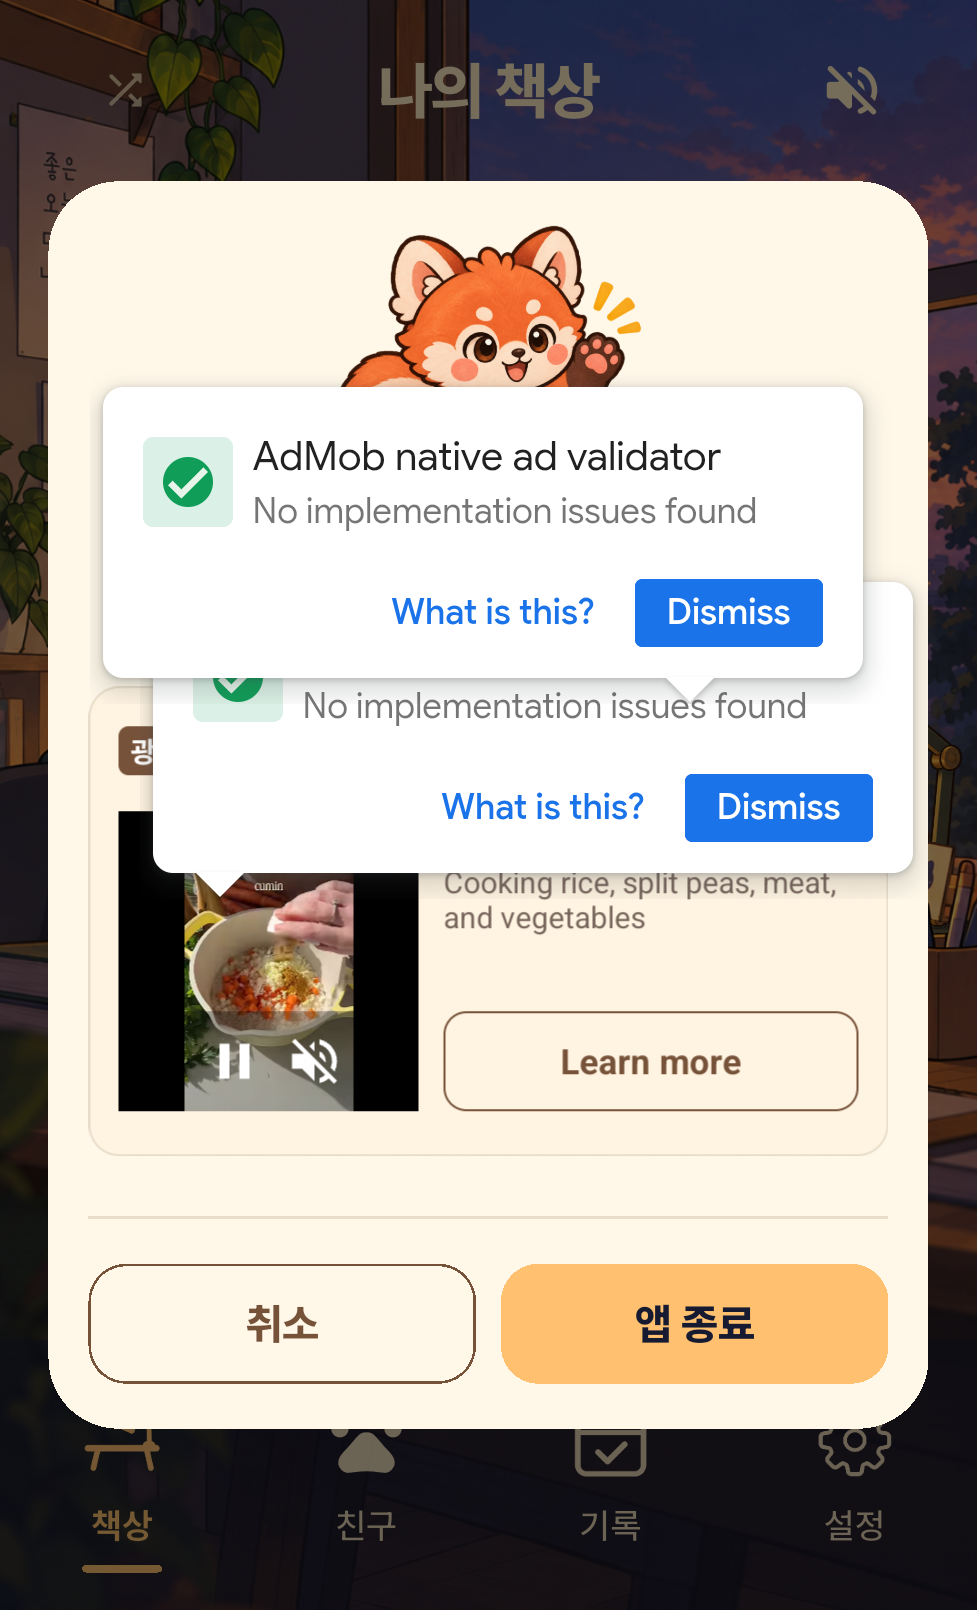 나의 책상
좋은
AdMob native ad validator
No implementation issues found
What is this?
Dismiss
No implementation issues found
What is this?
Dismiss
cumin
Cooking rice, split peas, meat,
and vegetables
Learn more
취소
앱 종료
책상
친구
기록
설정